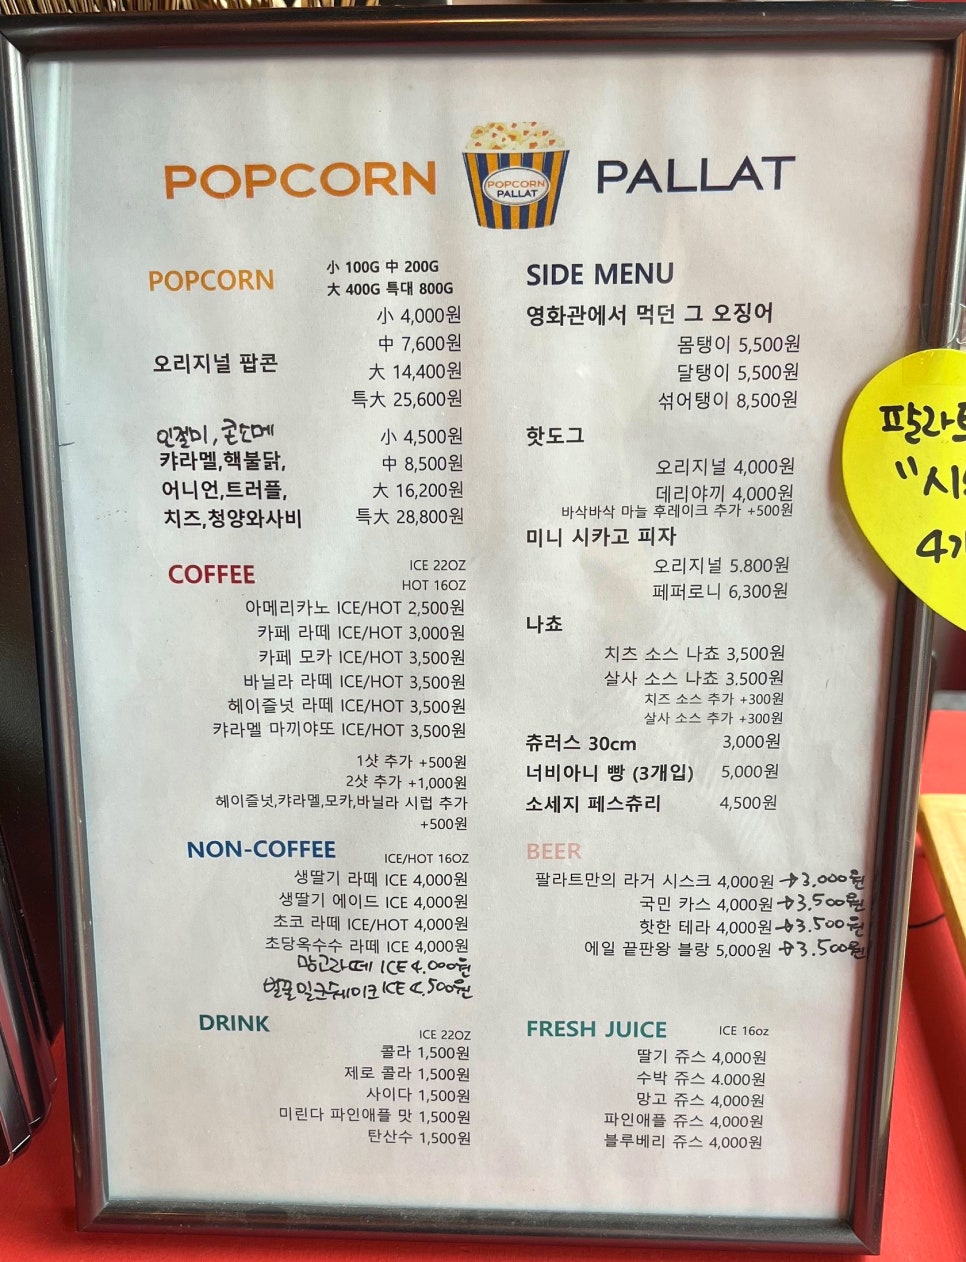 POPCORN PALLAT
POPCORN
PALLAT
POPCORN
小 100G 中 200G
大 400G 특대 800G
오리지널 팝콘
小 4,000원
中 7,600원
大 14,400원
특大 25,600원
인절미, 콘소메
캬라멜,핵불닭,
어니언,트러플,
치즈,청양와사비
小 4,500원
中 8,500원
大 16,200원
특大 28,800원
COFFEE
ICE 22OZ
HOT 16OZ
아메리카노 ICE/HOT 2,500원
카페 라떼 ICE/HOT 3,000원
카페 모카 ICE/HOT 3,500원
바닐라 라떼 ICE/HOT 3,500원
헤이즐넛 라떼 ICE/HOT 3,500원
캬라멜 마끼야또 ICE/HOT 3,500원
1샷 추가 +500원
2샷 추가 +1,000원
헤이즐넛,캬라멜,모카,바닐라 시럽 추가
+500원
NON-COFFEE
ICE/HOT 16OZ
생딸기 라떼 ICE 4,000원
생딸기 에이드 ICE 4,000원
초코 라떼 ICE/HOT 4,000원
초당옥수수 라떼 ICE 4,000원
망고라떼 ICE 4.000원
벌꿀밀크쉐이크 ICE 4,500원
DRINK
ICE 22OZ
콜라 1,500원
제로 콜라 1,500원
사이다 1,500원
미린다 파인애플 맛 1,500원
탄산수 1,500원
SIDE MENU
영화관에서 먹던 그 오징어
몸탱이 5,500원
달탱이 5,500원
섞어탱이 8,500원
핫도그
오리지널 4,000원
데리야끼 4,000원
바삭바삭 마늘 후레이크 추가 +500원
미니 시카고 피자
오리지널 5.800원
페퍼로니 6,300원
나쵸
치츠 소스 나쵸 3,500원
살사 소스 나쵸 3.500원
치즈 소스 추가 +300원
살사 소스 추가 +300원
츄러스 30cm 3,000원
너비아니 빵 (3개입) 5,000원
소세지 페스츄리 4,500원
BEER
팔라트만의 라거 시스크 4,000원 → 3.000원
국민 카스 4,000원 → 3.500원
핫한 테라 4,000원 → 3.500원
에일 끝판왕 블랑 5,000원 → 3.500원
FRESH JUICE
ICE 16oz
딸기 쥬스 4,000원
수박 쥬스 4.000원
망고 쥬스 4,000원
파인애플 쥬스 4,000원
블루베리 쥬스 4,000원
팔라트
"시
4